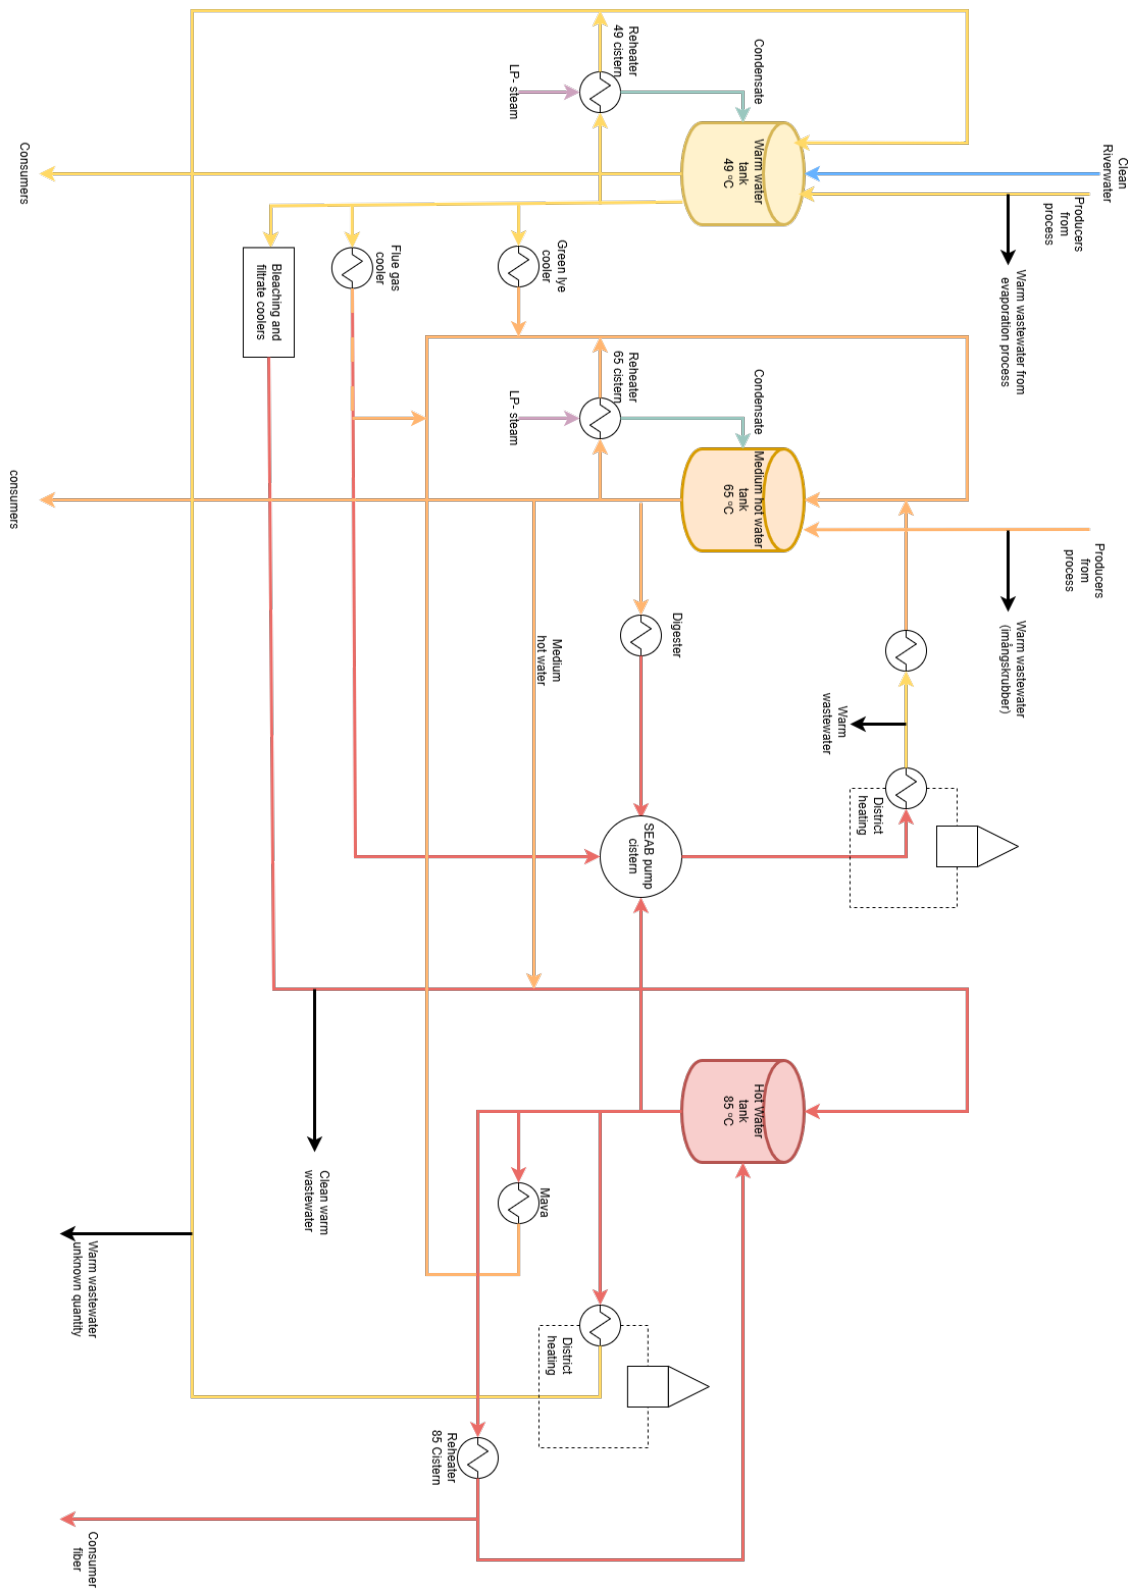 Clean
Riverwater
Producers
from
process
Warm wastewater from
evaporation process
Condensate
Warm water
tank
49 °C
Reheater
49 cistern
LP- steam
Consumers
Green lye
cooler
Flue gas
cooler
Bleaching and
filtrate coolers
Producers
from
process
Warm wastewater
(imångskrubber)
Condensate
Medium hot water
tank
65 °C
Reheater
65 cistern
LP- steam
consumers
Digester
Medium
hot water
Warm
wastewater
District
heating
SEAB pump
cistern
Hot Water
tank
85 °C
Mava
Clean warm
wastewater
Warm wastewater
unknown quantity
District
heating
Reheater
85 Cistern
Consumer
fiber